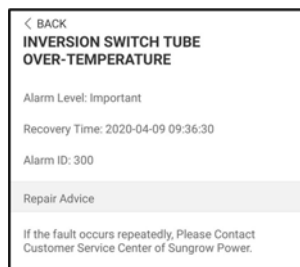 < BACK
INVERSION SWITCH TUBE
OVER-TEMPERATURE
Alarm Level: Important
Recovery Time: 2020-04-09 09:36:30
Alarm ID: 300
Repair Advice
If the fault occurs repeatedly, Please Contact
Customer Service Center of Sungrow Power.